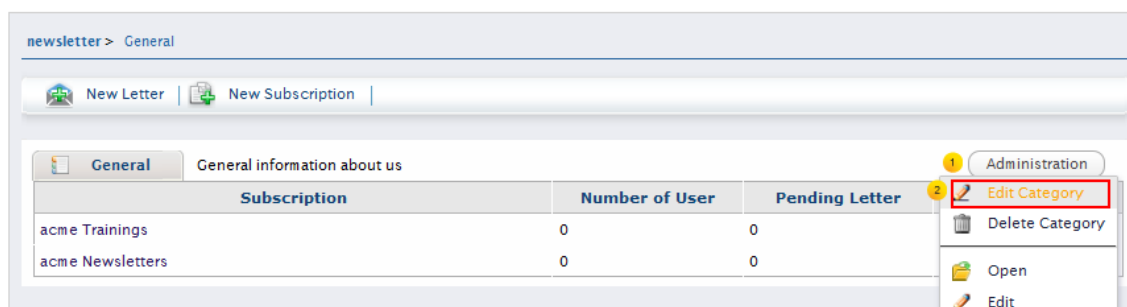 newsletter > General
New Letter | New Subscription |
General General information about us 1 Administration
Subscription Number of User Pending Letter 2 Edit Category
acme Trainings 0 0 Delete Category
acme Newsletters 0 0 Open
Edit